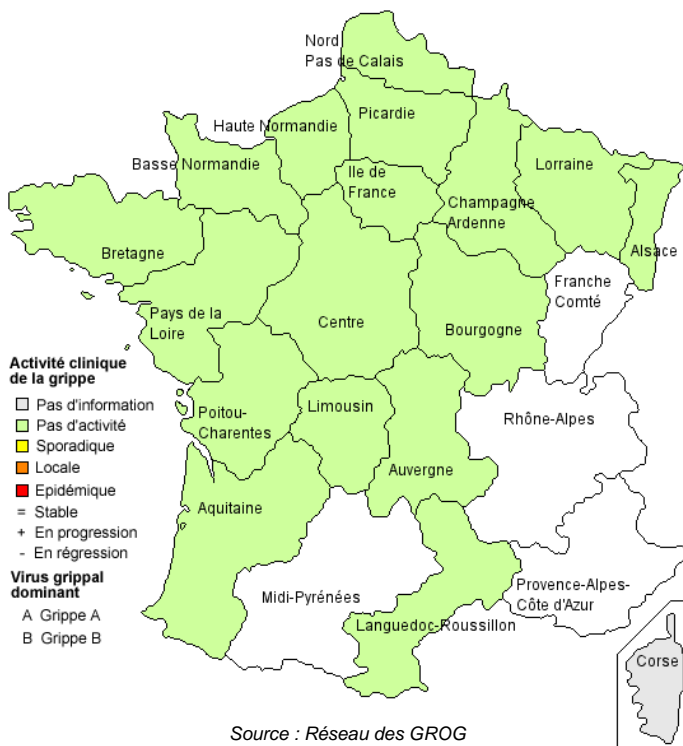 Nord
Pas de Calais
Haute Normandie
Picardie
Basse Normandie
Ile de
France
Lorraine
Champagne
Ardenne
Alsace
Bretagne
Franche
Comté
Pays de la
Loire
Centre
Bourgogne
Activité clinique
de la grippe
Pas d'information
Pas d'activité
Sporadique
Locale
Epidémique
= Stable
+ En progression
- En régression
Virus grippal
dominant
A Grippe A
B Grippe B
Poitou-
Charentes
Limousin
Rhône-Alpes
Auvergne
Aquitaine
Midi-Pyrénées
Provence-Alpes-
Côte d'Azur
Languedoc-Roussillon
Corse
Source : Réseau des GROG